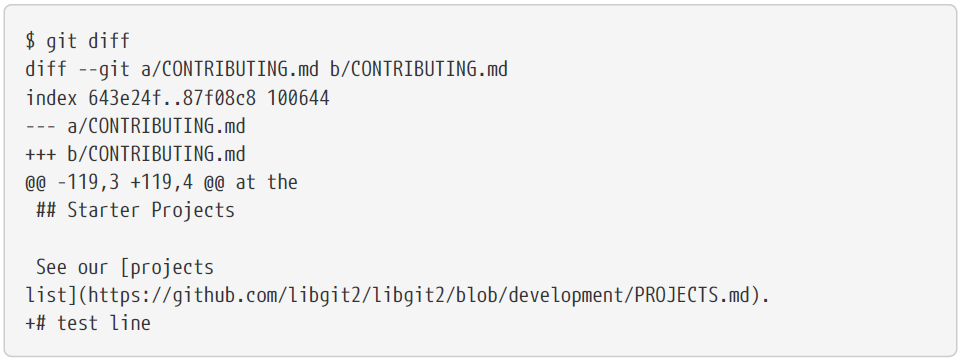 $ git diff
diff --git a/CONTRIBUTING.md b/CONTRIBUTING.md
index 643e24f..87f08c8 100644
--- a/CONTRIBUTING.md
+++ b/CONTRIBUTING.md
@@ -119,3 +119,4 @@ at the
 ## Starter Projects

 See our [projects
list](https://github.com/libgit2/libgit2/blob/development/PROJECTS.md).
+# test line